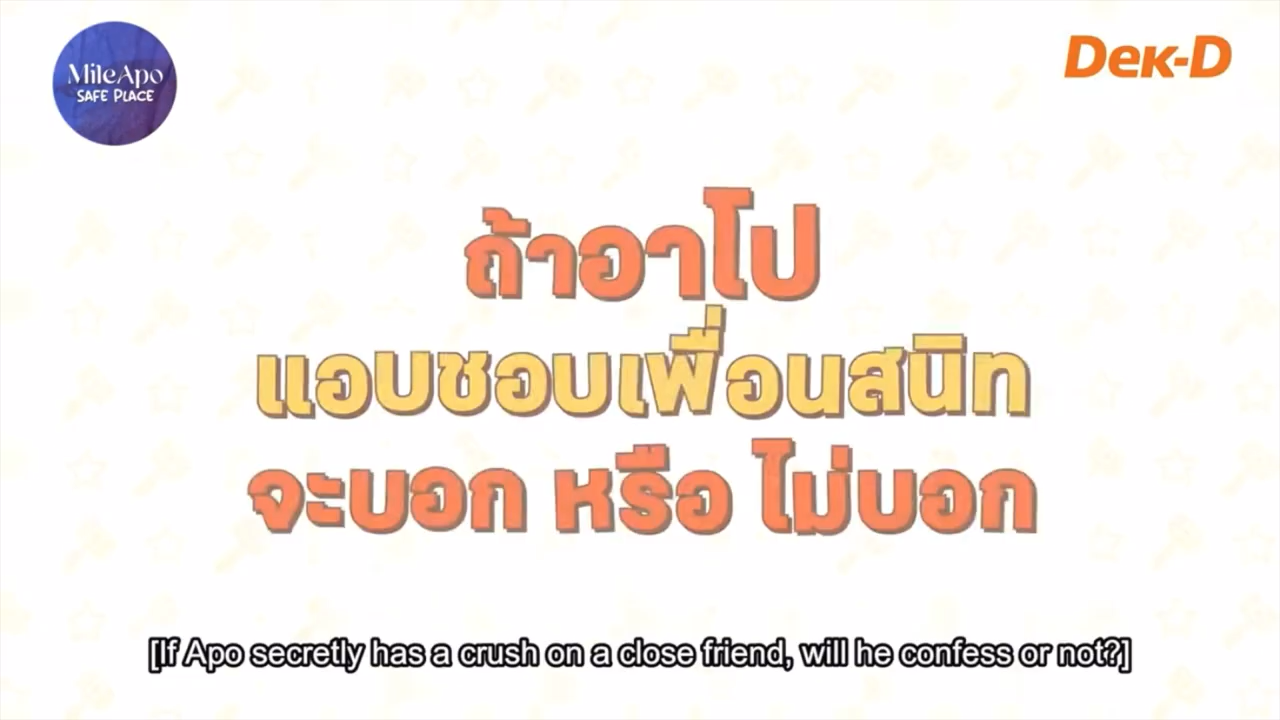 MileApo
SAFE PLACE
Dek-D
ถ้าอาโป
แอบชอบเพื่อนสนิท
จะบอก หรือ ไม่บอก
[If Apo secretly has a crush on a close friend, will he confess or not?]